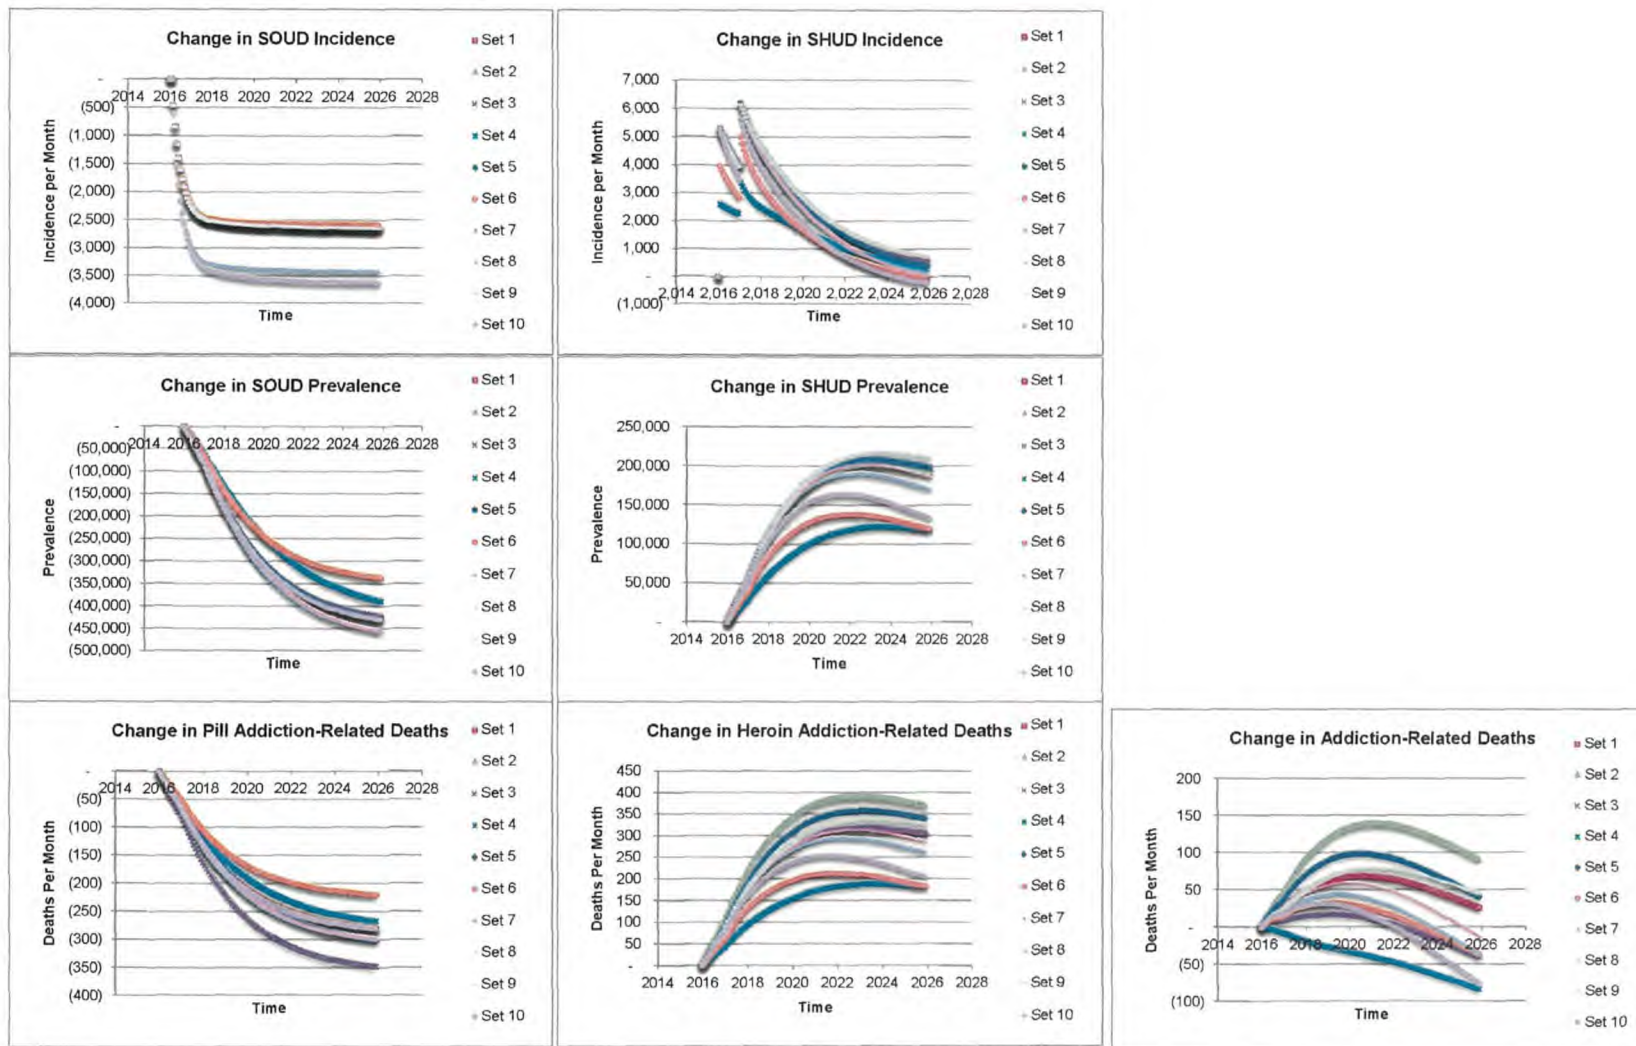 Change in SOUD Incidence
-
2014 2016 2018 2020 2022 2024 2026 2028
(500)
(1,000)
(1,500)
(2,000)
(2,500)
(3,000)
(3,500)
(4,000)
Incidence per Month
Time
Set 1
Set 2
Set 3
Set 4
Set 5
Set 6
Set 7
Set 8
Set 9
Set 10
Change in SHUD Incidence
7,000
6,000
5,000
4,000
3,000
2,000
1,000
-
(1,000)
2,014 2,016 2,018 2,020 2,022 2,024 2,026 2,028
Incidence per Month
Time
Set 1
Set 2
Set 3
Set 4
Set 5
Set 6
Set 7
Set 8
Set 9
Set 10
Change in SOUD Prevalence
-
2014 2016 2018 2020 2022 2024 2026 2028
(50,000)
(100,000)
(150,000)
(200,000)
(250,000)
(300,000)
(350,000)
(400,000)
(450,000)
(500,000)
Prevalence
Time
Set 1
Set 2
Set 3
Set 4
Set 5
Set 6
Set 7
Set 8
Set 9
Set 10
Change in SHUD Prevalence
250,000
200,000
150,000
100,000
50,000
-
2014 2016 2018 2020 2022 2024 2026 2028
Prevalence
Time
Set 1
Set 2
Set 3
Set 4
Set 5
Set 6
Set 7
Set 8
Set 9
Set 10
Change in Pill Addiction-Related Deaths
-
2014 2016 2018 2020 2022 2024 2026 2028
(50)
(100)
(150)
(200)
(250)
(300)
(350)
(400)
Deaths Per Month
Time
Set 1
Set 2
Set 3
Set 4
Set 5
Set 6
Set 7
Set 8
Set 9
Set 10
Change in Heroin Addiction-Related Deaths
450
400
350
300
250
200
150
100
50
-
2014 2016 2018 2020 2022 2024 2026 2028
Deaths Per Month
Time
Set 1
Set 2
Set 3
Set 4
Set 5
Set 6
Set 7
Set 8
Set 9
Set 10
Change in Addiction-Related Deaths
200
150
100
50
-
2014 2016 2018 2020 2022 2024 2026 2028
(50)
(100)
Deaths Per Month
Time
Set 1
Set 2
Set 3
Set 4
Set 5
Set 6
Set 7
Set 8
Set 9
Set 10